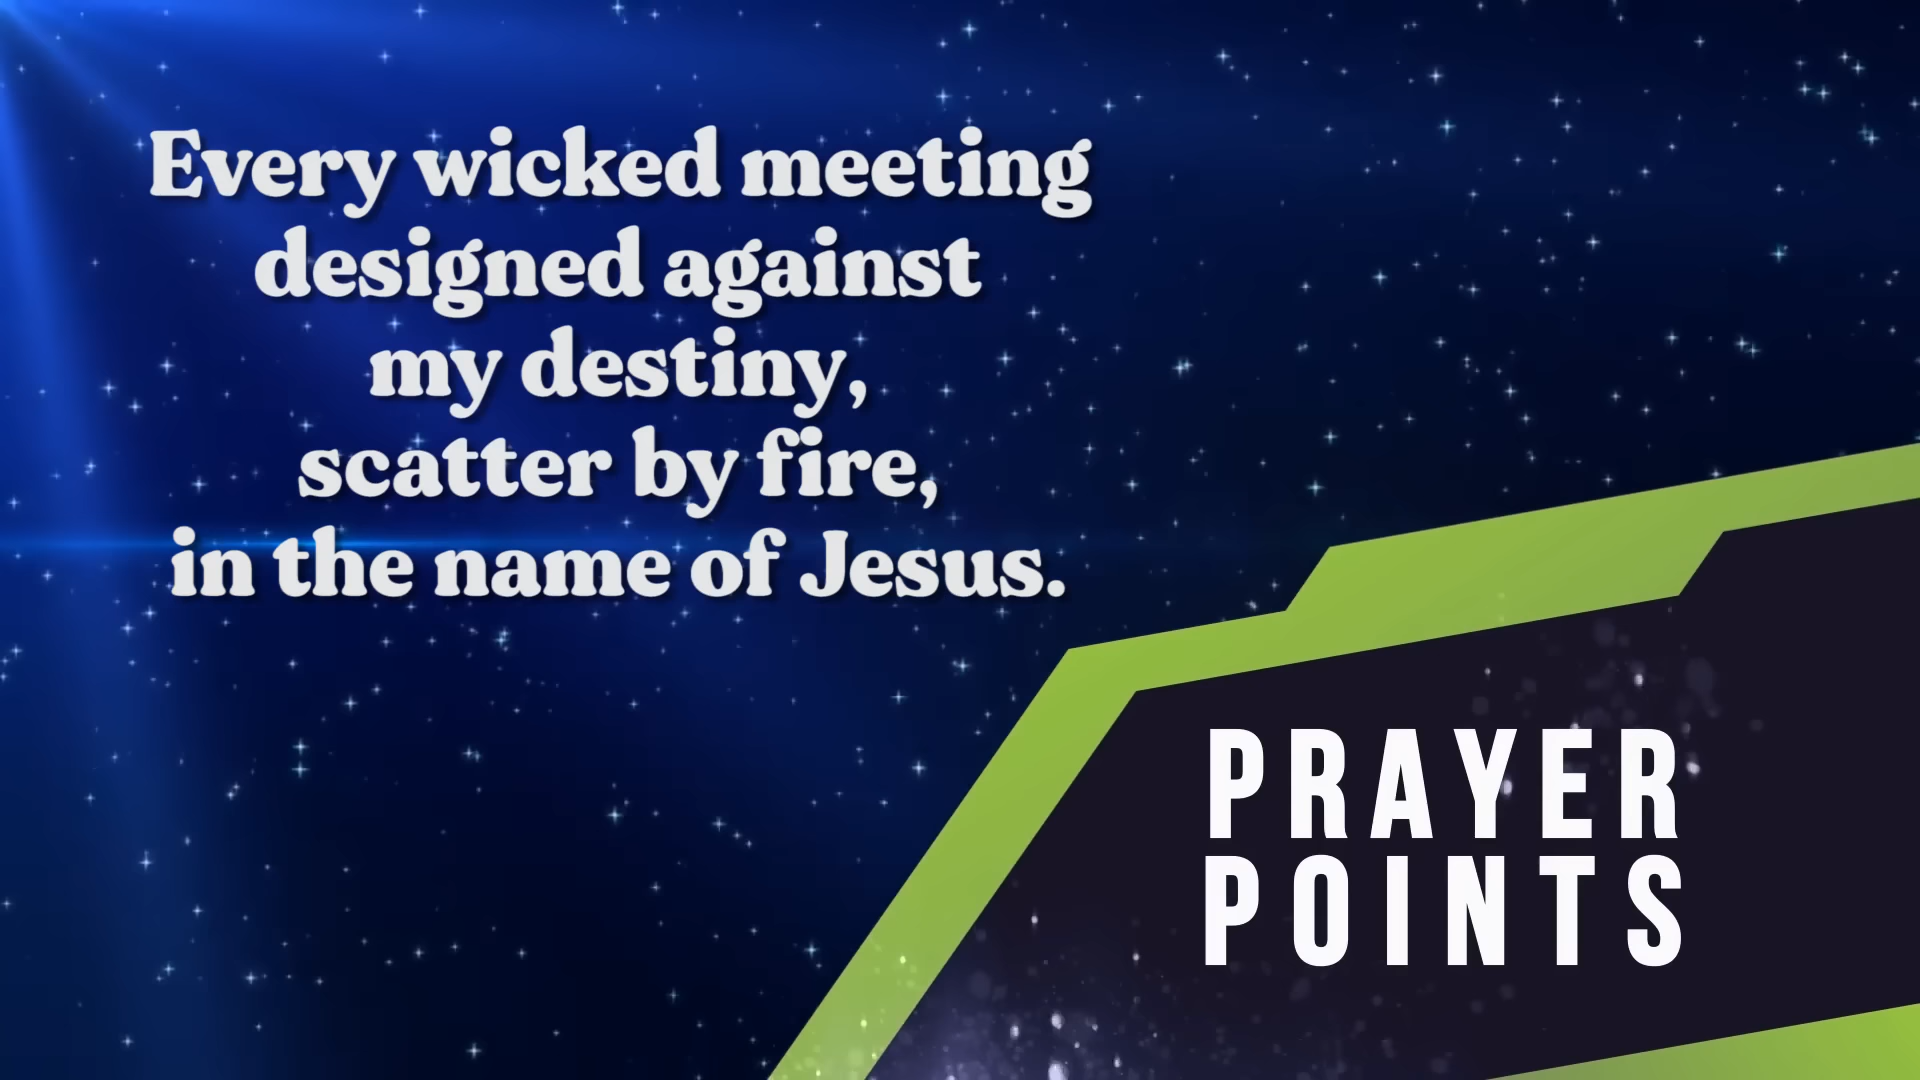 Every wicked meeting
designed against
my destiny,
scatter by fire,
in the name of Jesus.
PRAYER
POINTS